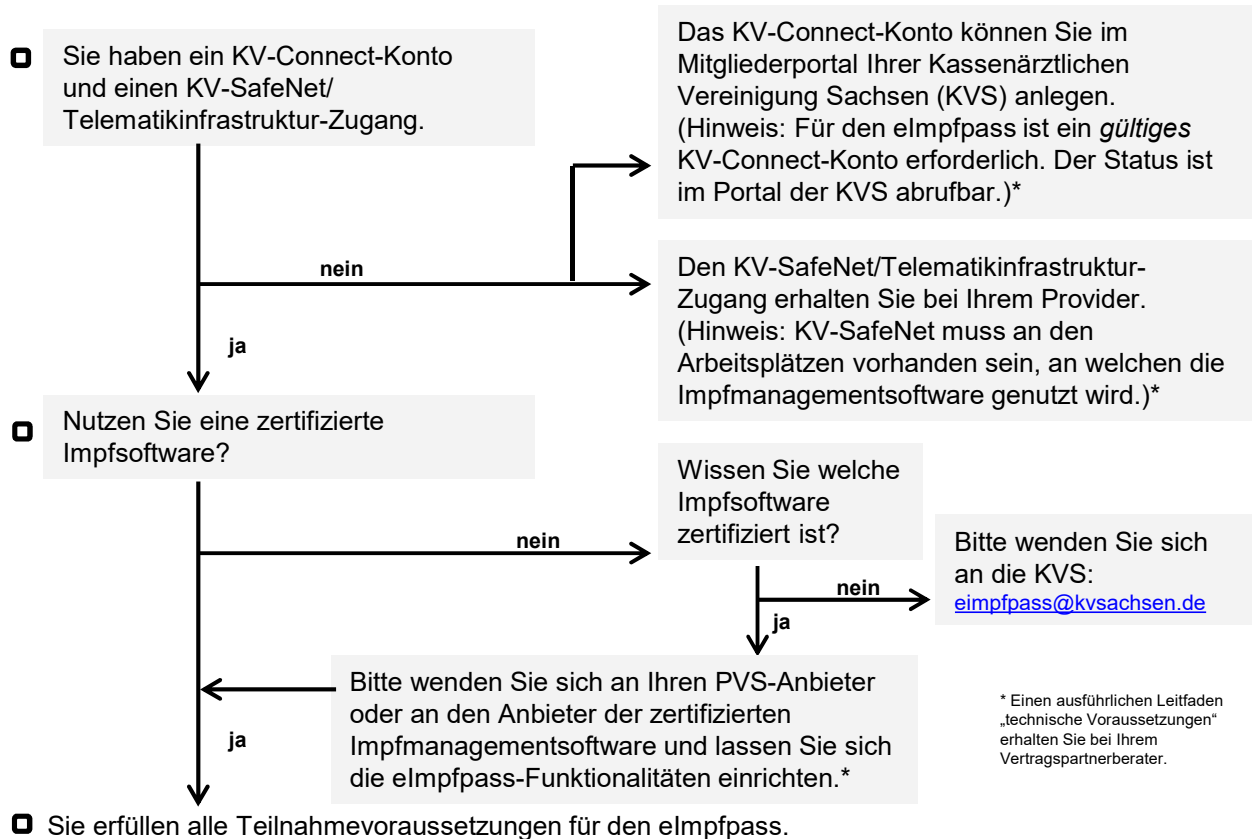 Sie haben ein KV-Connect-Konto
und einen KV-SafeNet/
Telematikinfrastruktur-Zugang.
Das KV-Connect-Konto können Sie im
Mitgliederportal Ihrer Kassenärztlichen
Vereinigung Sachsen (KVS) anlegen.
(Hinweis: Für den eImpfpass ist ein gültiges
KV-Connect-Konto erforderlich. Der Status ist
im Portal der KVS abrufbar.)*
nein
Den KV-SafeNet/Telematikinfrastruktur-
Zugang erhalten Sie bei Ihrem Provider.
(Hinweis: KV-SafeNet muss an den
Arbeitsplätzen vorhanden sein, an welchen die
Impfmanagementsoftware genutzt wird.)*
ja
Nutzen Sie eine zertifizierte
Impfsoftware?
nein
Wissen Sie welche
Impfsoftware
zertifiziert ist?
nein
Bitte wenden Sie sich
an die KVS:
eimpfpass@kvsachsen.de
ja
Bitte wenden Sie sich an Ihren PVS-Anbieter
oder an den Anbieter der zertifizierten
Impfmanagementsoftware und lassen Sie sich
die eImpfpass-Funktionalitäten einrichten.*
ja
* Einen ausführlichen Leitfaden
„technische Voraussetzungen“
erhalten Sie bei Ihrem
Vertragspartnerberater.
Sie erfüllen alle Teilnahmevoraussetzungen für den eImpfpass.